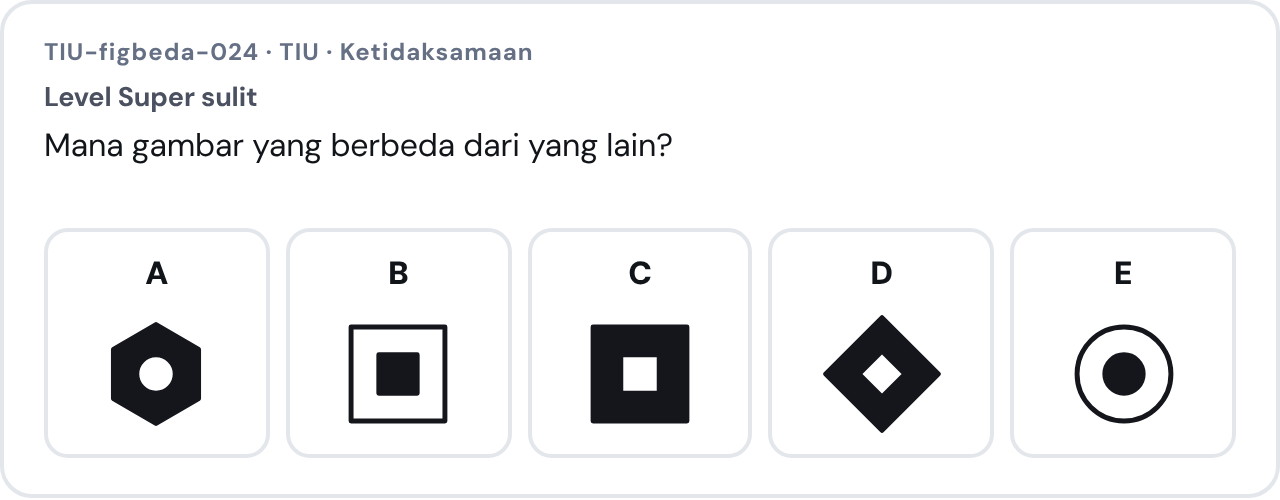 TIU-figbeda-024 · TIU · Ketidaksamaan
Level Super sulit
Mana gambar yang berbeda dari yang lain?
A B C D E